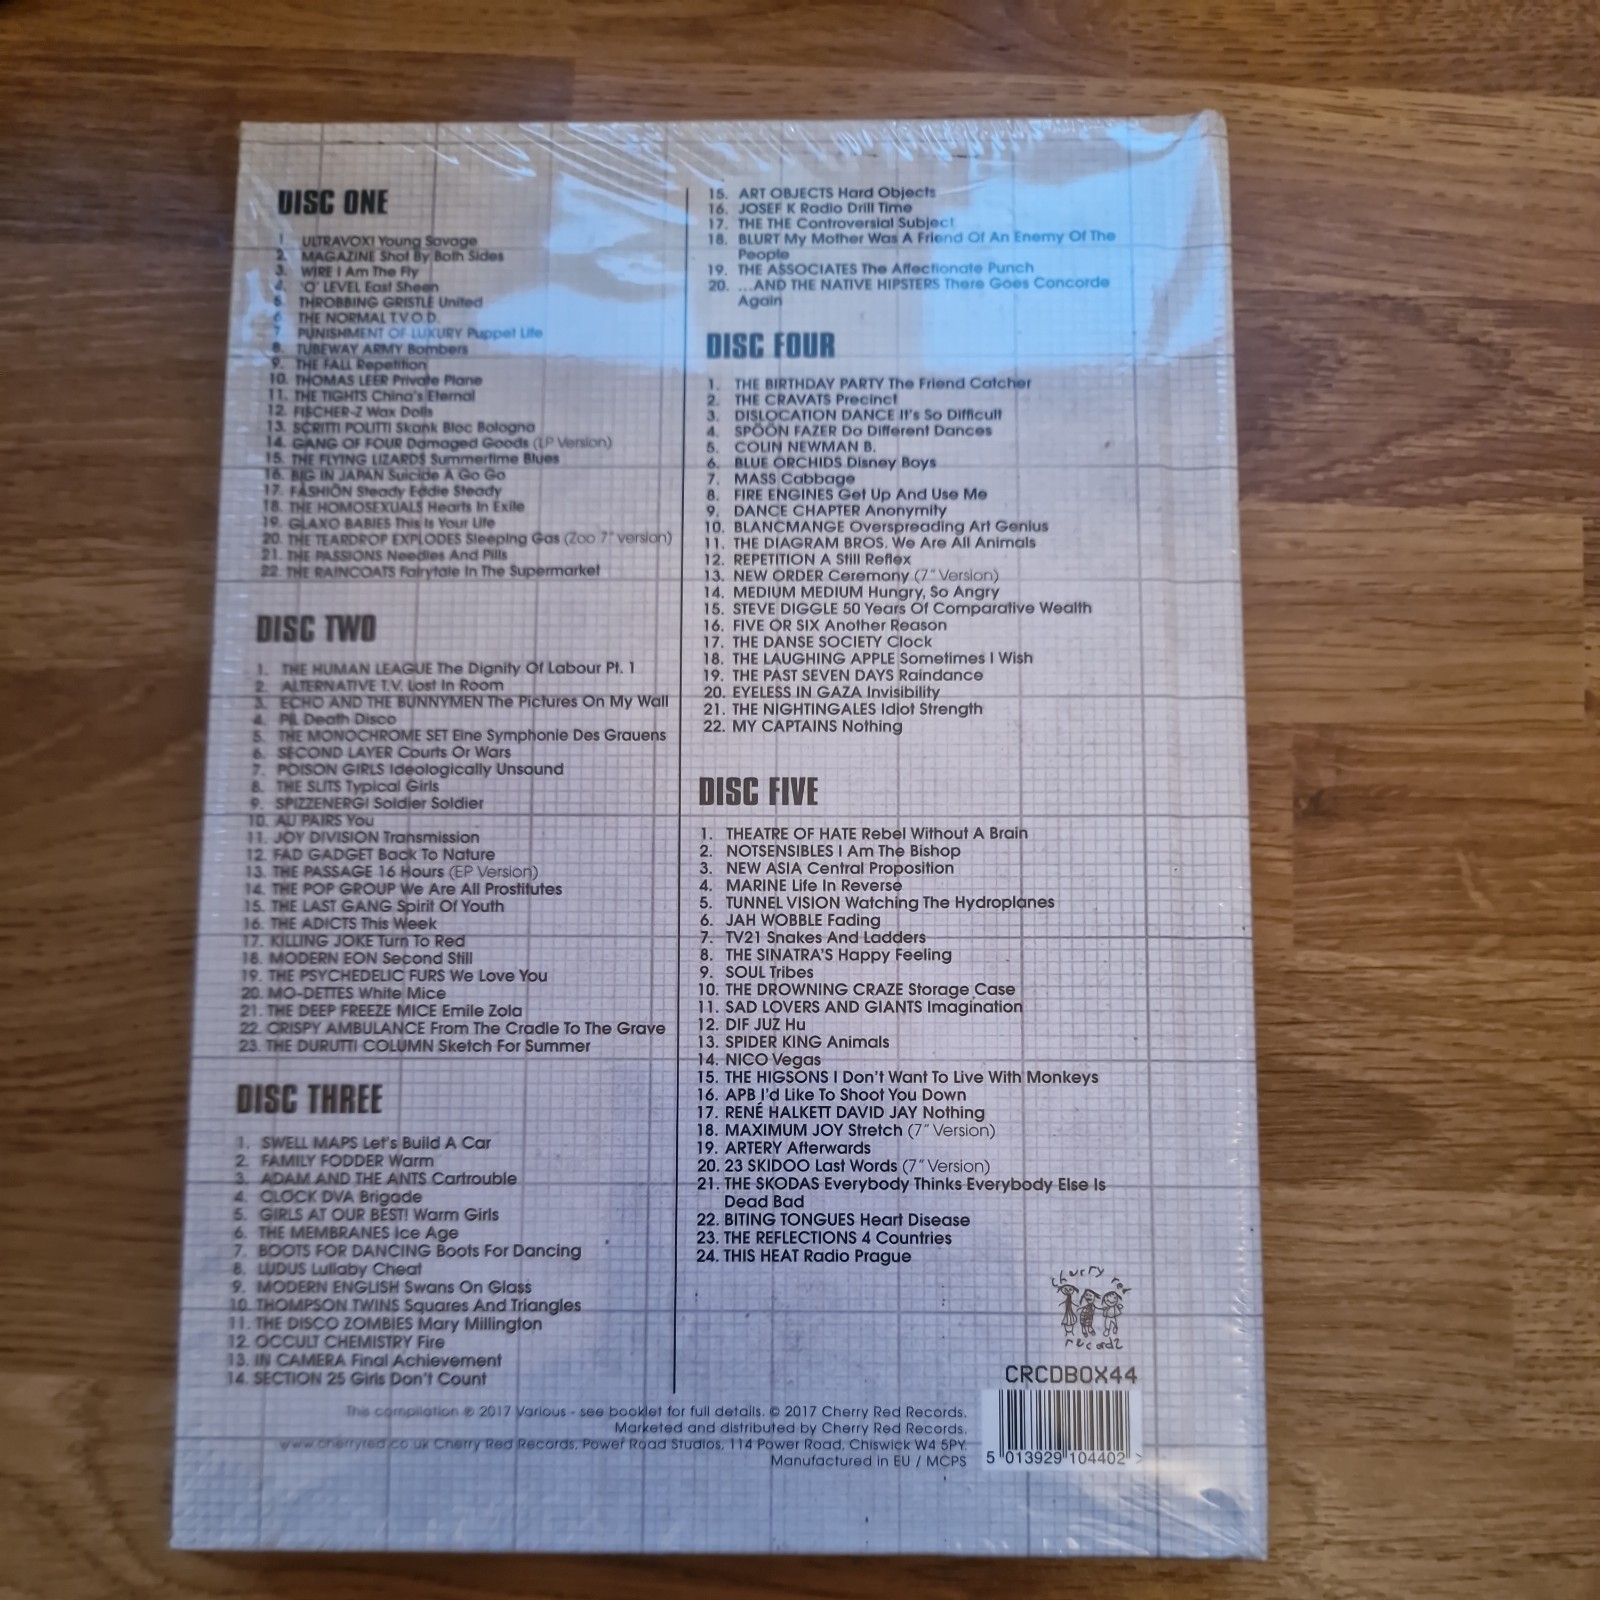 DISC ONE
1. ULTRAVOX! Young Savage
2. MAGAZINE Shot By Both Sides
3. WIRE I Am The Fly
4. 'O' LEVEL East Sheen
5. THROBBING GRISTLE United
6. THE NORMAL T.V.O.D.
7. PUNISHMENT OF LUXURY Puppet Life
8. TUBEWAY ARMY Bombers
9. THE FALL Repetition
10. THOMAS LEER Private Plane
11. THE TIGHTS China's Eternal
12. FISCHER-Z Wax Dolls
13. SCRITTI POLITTI Skank Bloc Bologna
14. GANG OF FOUR Damaged Goods (LP Version)
15. THE FLYING LIZARDS Summertime Blues
16. BIG IN JAPAN Suicide A Go Go
17. FASHIÖN Steady Eddie Steady
18. THE HOMOSEXUALS Hearts In Exile
19. GLAXO BABIES This Is Your Life
20. THE TEARDROP EXPLODES Sleeping Gas (Zoo 7" version)
21. THE PASSIONS Needles And Pills
22. THE RAINCOATS Fairytale In The Supermarket
DISC TWO
1. THE HUMAN LEAGUE The Dignity Of Labour Pt. 1
2. ALTERNATIVE T.V. Lost In Room
3. ECHO AND THE BUNNYMEN The Pictures On My Wall
4. PiL Death Disco
5. THE MONOCHROME SET Eine Symphonie Des Grauens
6. SECOND LAYER Courts Or Wars
7. POISON GIRLS Ideologically Unsound
8. THE SLITS Typical Girls
9. SPIZZENERGI Soldier Soldier
10. AU PAIRS You
11. JOY DIVISION Transmission
12. FAD GADGET Back To Nature
13. THE PASSAGE 16 Hours (EP Version)
14. THE POP GROUP We Are All Prostitutes
15. THE LAST GANG Spirit Of Youth
16. THE ADICTS This Week
17. KILLING JOKE Turn To Red
18. MODERN EON Second Still
19. THE PSYCHEDELIC FURS We Love You
20. MO-DETTES White Mice
21. THE DEEP FREEZE MICE Emile Zola
22. CRISPY AMBULANCE From The Cradle To The Grave
23. THE DURUTTI COLUMN Sketch For Summer
DISC THREE
1. SWELL MAPS Let's Build A Car
2. FAMILY FODDER Warm
3. ADAM AND THE ANTS Cartrouble
4. CLOCK DVA Brigade
5. GIRLS AT OUR BEST! Warm Girls
6. THE MEMBRANES Ice Age
7. BOOTS FOR DANCING Boots For Dancing
8. LUDUS Lullaby Cheat
9. MODERN ENGLISH Swans On Glass
10. THOMPSON TWINS Squares And Triangles
11. THE DISCO ZOMBIES Mary Millington
12. OCCULT CHEMISTRY Fire
13. IN CAMERA Final Achievement
14. SECTION 25 Girls Don't Count
15. ART OBJECTS Hard Objects
16. JOSEF K Radio Drill Time
17. THE THE Controversial Subject
18. BLURT My Mother Was A Friend Of An Enemy Of The
People
19. THE ASSOCIATES The Affectionate Punch
20. ...AND THE NATIVE HIPSTERS There Goes Concorde
Again
DISC FOUR
1. THE BIRTHDAY PARTY The Friend Catcher
2. THE CRAVATS Precinct
3. DISLOCATION DANCE It's So Difficult
4. SPÖÖN FAZER Do Different Dances
5. COLIN NEWMAN B.
6. BLUE ORCHIDS Disney Boys
7. MASS Cabbage
8. FIRE ENGINES Get Up And Use Me
9. DANCE CHAPTER Anonymity
10. BLANCMANGE Overspreading Art Genius
11. THE DIAGRAM BROS. We Are All Animals
12. REPETITION A Still Reflex
13. NEW ORDER Ceremony (7" Version)
14. MEDIUM MEDIUM Hungry, So Angry
15. STEVE DIGGLE 50 Years Of Comparative Wealth
16. FIVE OR SIX Another Reason
17. THE DANSE SOCIETY Clock
18. THE LAUGHING APPLE Sometimes I Wish
19. THE PAST SEVEN DAYS Raindance
20. EYELESS IN GAZA Invisibility
21. THE NIGHTINGALES Idiot Strength
22. MY CAPTAINS Nothing
DISC FIVE
1. THEATRE OF HATE Rebel Without A Brain
2. NOTSENSIBLES I Am The Bishop
3. NEW ASIA Central Proposition
4. MARINE Life In Reverse
5. TUNNEL VISION Watching The Hydroplanes
6. JAH WOBBLE Fading
7. TV21 Snakes And Ladders
8. THE SINATRA'S Happy Feeling
9. SOUL Tribes
10. THE DROWNING CRAZE Storage Case
11. SAD LOVERS AND GIANTS Imagination
12. DIF JUZ Hu
13. SPIDER KING Animals
14. NICO Vegas
15. THE HIGSONS I Don't Want To Live With Monkeys
16. APB I'd Like To Shoot You Down
17. RENÉ HALKETT DAVID JAY Nothing
18. MAXIMUM JOY Stretch (7" Version)
19. ARTERY Afterwards
20. 23 SKIDOO Last Words (7" Version)
21. THE SKODAS Everybody Thinks Everybody Else Is
Dead Bad
22. BITING TONGUES Heart Disease
23. THE REFLECTIONS 4 Countries
24. THIS HEAT Radio Prague
cherry red
records
CRCDBOX44
This compilation ℗ 2017 Various - see booklet for full details. © 2017 Cherry Red Records.
Marketed and distributed by Cherry Red Records.
www.cherryred.co.uk Cherry Red Records, Power Road Studios, 114 Power Road, Chiswick W4 5PY.
Manufactured in EU / MCPS
5 013929 104402 >